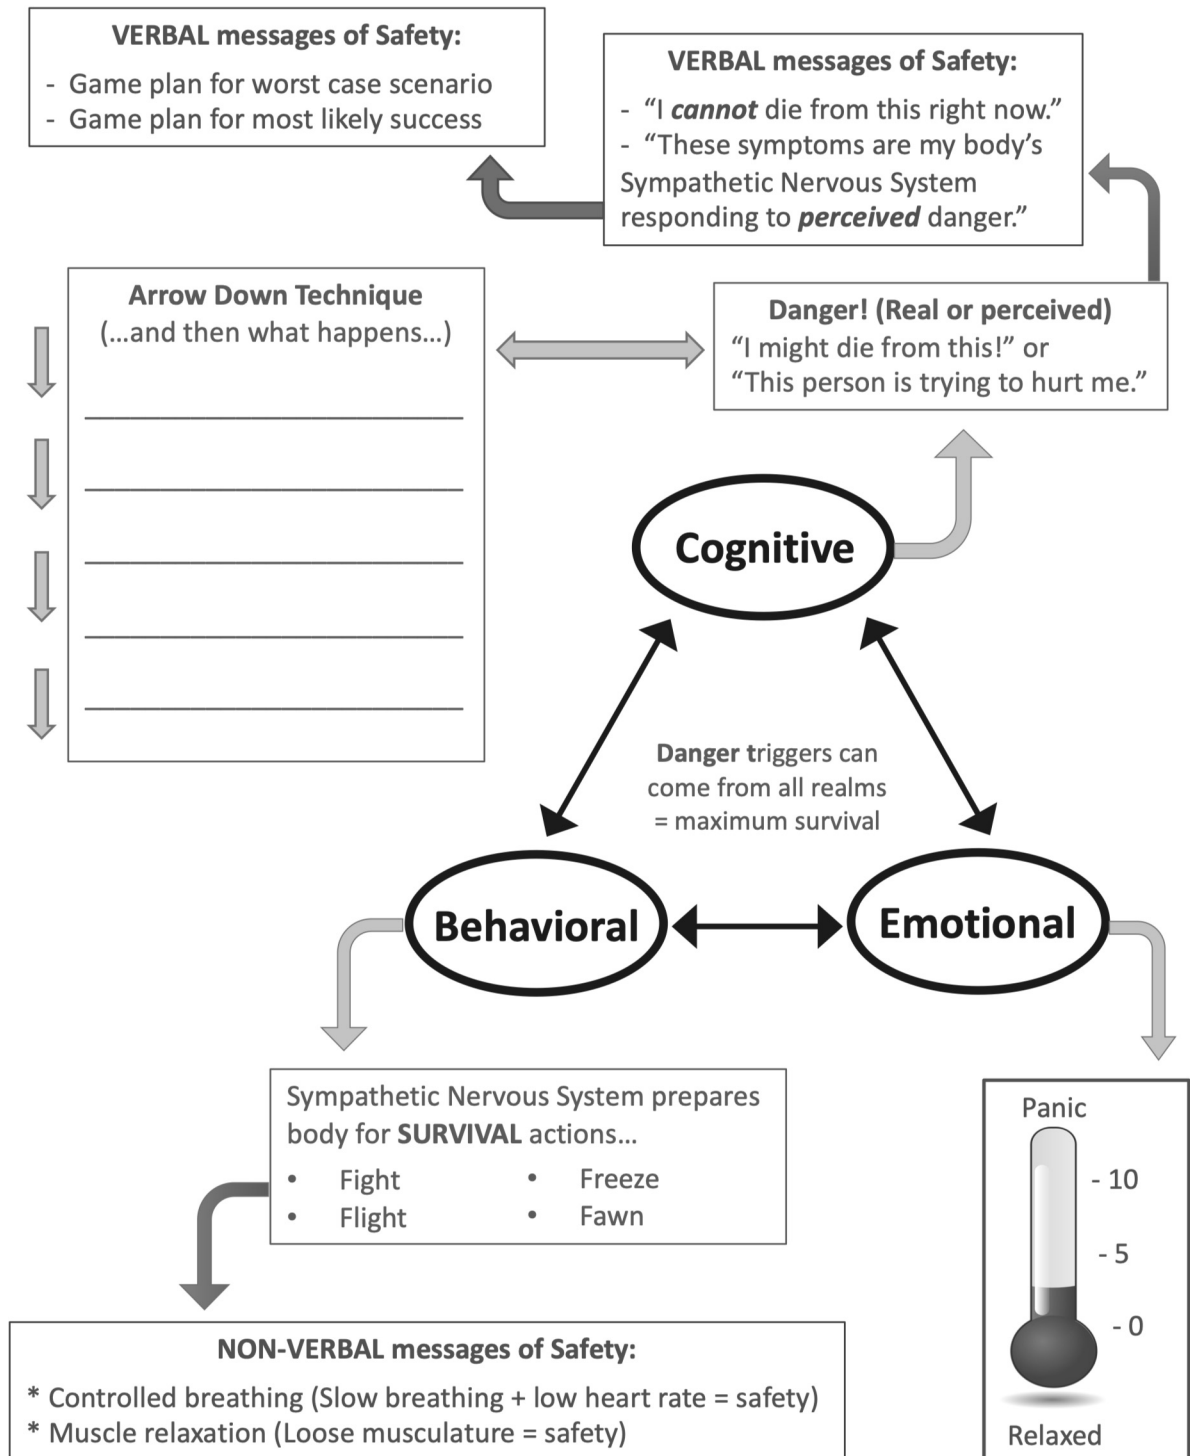 VERBAL messages of Safety:
- Game plan for worst case scenario
- Game plan for most likely success
VERBAL messages of Safety:
- “I cannot die from this right now.”
- “These symptoms are my body’s
Sympathetic Nervous System
responding to perceived danger.”
Arrow Down Technique
(...and then what happens...)
Danger! (Real or perceived)
“I might die from this!” or
“This person is trying to hurt me.”
Cognitive
Danger triggers can
come from all realms
= maximum survival
Behavioral
Emotional
Sympathetic Nervous System prepares
body for SURVIVAL actions...
• Fight • Freeze
• Flight • Fawn
Panic
- 10
- 5
- 0
Relaxed
NON-VERBAL messages of Safety:
* Controlled breathing (Slow breathing + low heart rate = safety)
* Muscle relaxation (Loose musculature = safety)